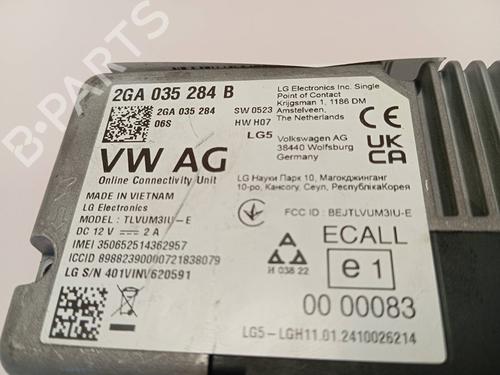 B-PARTS
2GA 035 284 B
2GA 035 284
06S
SW 0523
HW H07
LG5
LG Electronics Inc. Single
Point of Contact
Krijgsman 1, 1186 DM
Amstelveen,
The Netherlands
Volkswagen AG
38440 Wolfsburg
Germany
CE
UK
CA
VW AG
Online Connectivity Unit
LG Науки Парк 10, Магокджинганг
10-ро, Кангсору, Сеул, РеспублікаКорея
MADE IN VIETNAM
LG Electronics
MODEL : TLVUM3IU-E
DC 12 V 2 A
IMEI 350652514362957
ICCID 89882390000721838079
LG S/N 401VINV620591
FCC ID : BEJTLVUM3IU-E
И 038 22
ECALL
e 1
00 00083
LG5-LGH11.01.2410026214